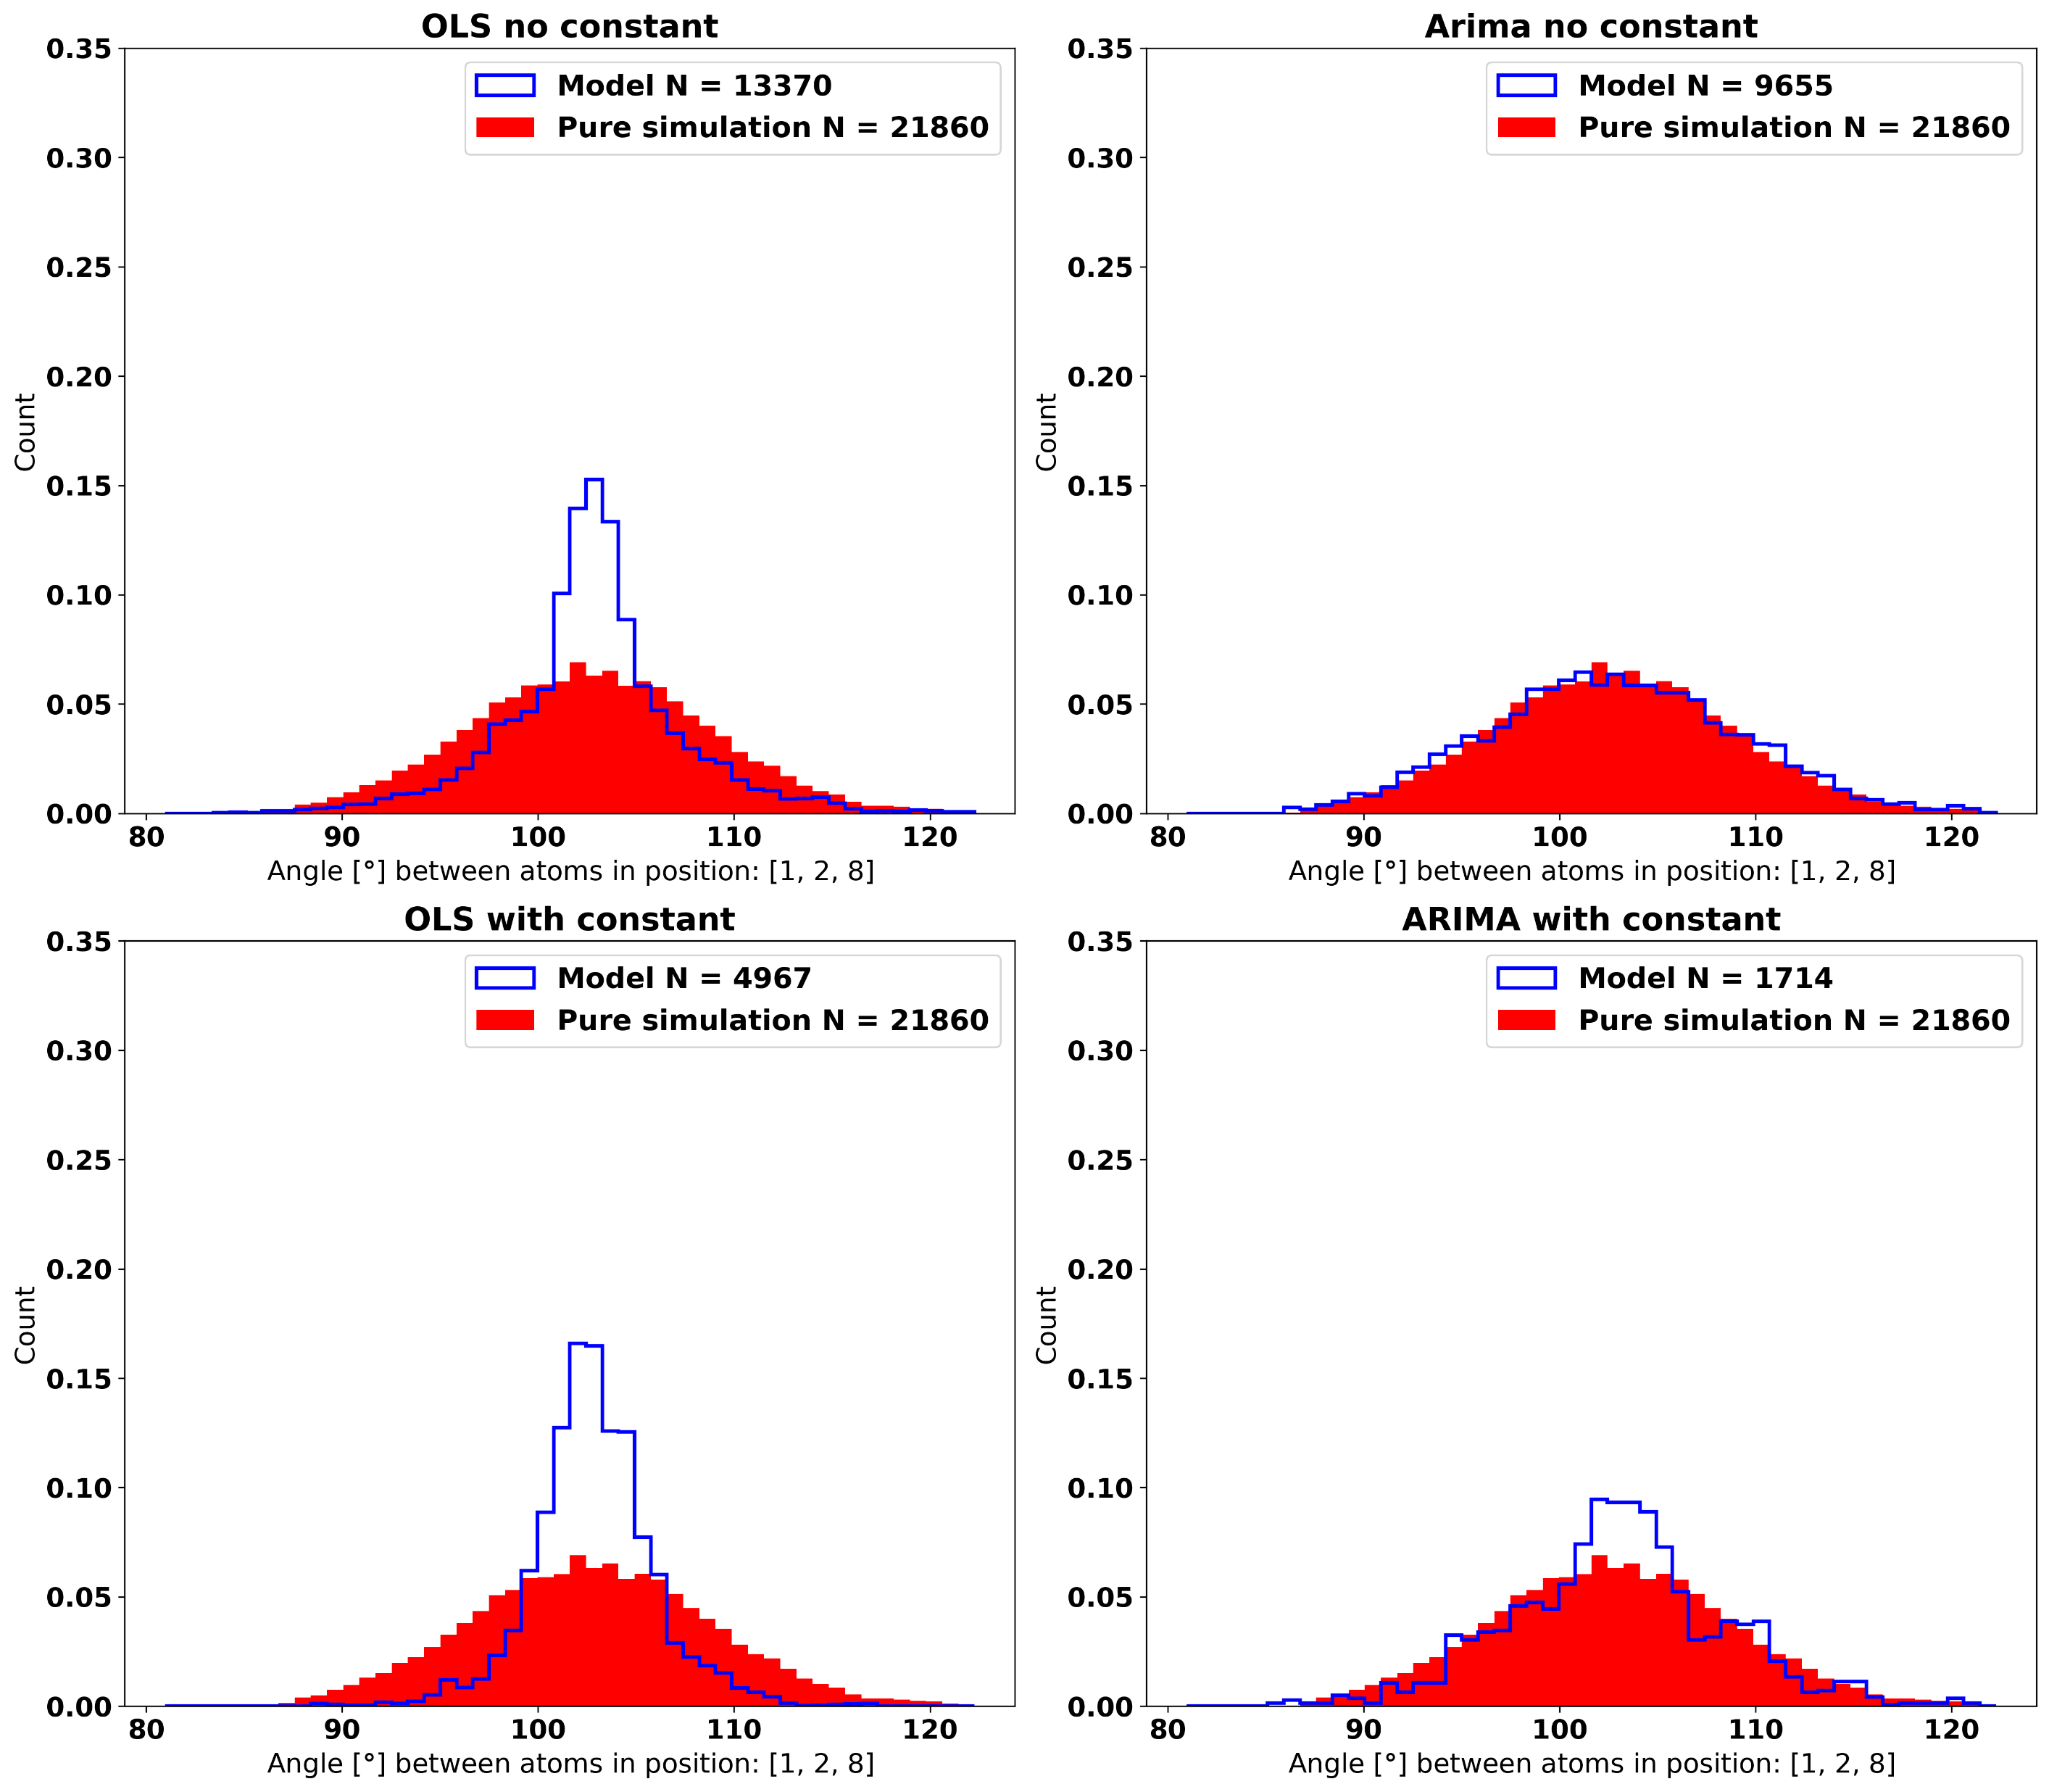 OLS no constant
0.35
0.30
0.25
0.20
0.15
0.10
0.05
0.00
Count
Model N = 13370
Pure simulation N = 21860
80 90 100 110 120
Angle [°] between atoms in position: [1, 2, 8]
Arima no constant
0.35
0.30
0.25
0.20
0.15
0.10
0.05
0.00
Count
Model N = 9655
Pure simulation N = 21860
80 90 100 110 120
Angle [°] between atoms in position: [1, 2, 8]
OLS with constant
0.35
0.30
0.25
0.20
0.15
0.10
0.05
0.00
Count
Model N = 4967
Pure simulation N = 21860
80 90 100 110 120
Angle [°] between atoms in position: [1, 2, 8]
ARIMA with constant
0.35
0.30
0.25
0.20
0.15
0.10
0.05
0.00
Count
Model N = 1714
Pure simulation N = 21860
80 90 100 110 120
Angle [°] between atoms in position: [1, 2, 8]